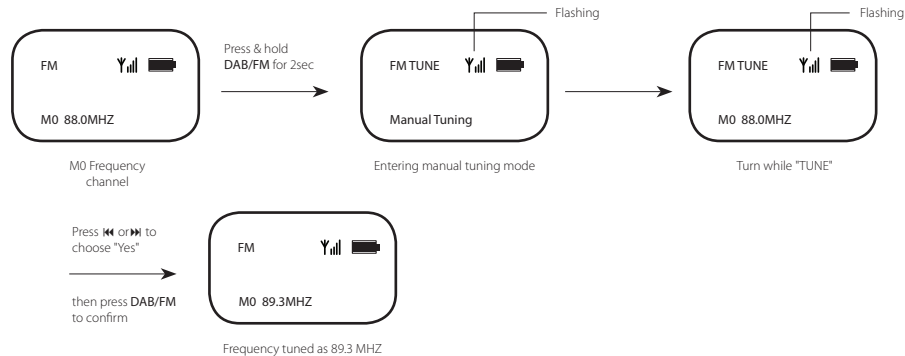 Flashing
Flashing
FM
Press & hold
DAB/FM for 2sec
FM TUNE
FM TUNE
M0 88.0MHZ
Manual Tuning
M0 88.0MHZ
M0 Frequency
channel
Entering manual tuning mode
Turn while "TUNE"
Press ⏮ or ⏭ to
choose "Yes"
then press DAB/FM
to confirm
FM
M0 89.3MHZ
Frequency tuned as 89.3 MHZ